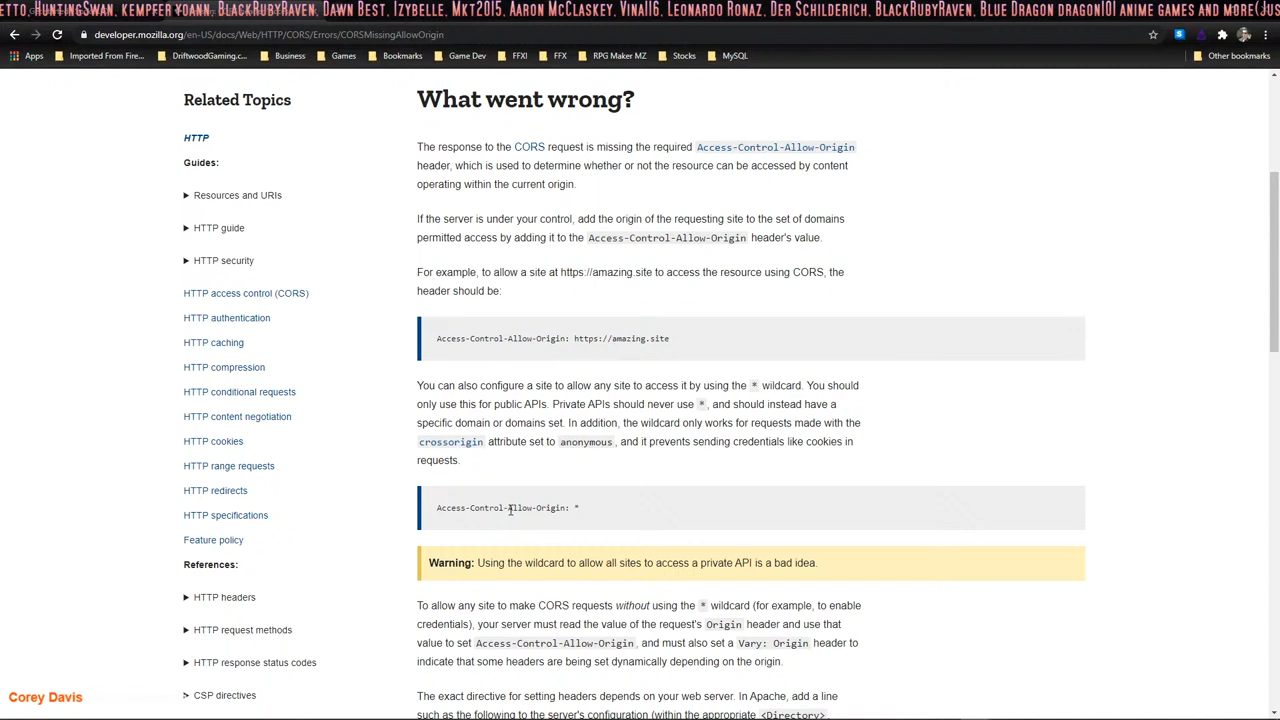 Mkt2015, Aaron McClaskey, Vinall6, Leonardo Ronaz, Der Schilderich, BlackRubyRaven, Blue Dragon dragon101 anime games and more
HuntingSwan, Kempfer Yoann, BlackRubyRaven, Dawn Best, Izybelle,
developer.mozilla.org/en-US/docs/Web/HTTP/CORS/Errors/CORSMissingAllowOrigin
Apps Imported From Fire... DriftwoodGaming.c... Business Games Bookmarks Game Dev FFXI FFX RPG Maker MZ Stocks MySQL Other bookmarks
Related Topics
HTTP
Guides:
Resources and URIs
HTTP guide
HTTP security
HTTP access control (CORS)
HTTP authentication
HTTP caching
HTTP compression
HTTP conditional requests
HTTP content negotiation
HTTP cookies
HTTP range requests
HTTP redirects
HTTP specifications
Feature policy
References:
HTTP headers
HTTP request methods
HTTP response status codes
CSP directives
What went wrong?
The response to the CORS request is missing the required Access-Control-Allow-Origin
header, which is used to determine whether or not the resource can be accessed by content
operating within the current origin.
If the server is under your control, add the origin of the requesting site to the set of domains
permitted access by adding it to the Access-Control-Allow-Origin header's value.
For example, to allow a site at https://amazing.site to access the resource using CORS, the
header should be:
Access-Control-Allow-Origin: https://amazing.site
You can also configure a site to allow any site to access it by using the * wildcard. You should
only use this for public APIs. Private APIs should never use *, and should instead have a
specific domain or domains set. In addition, the wildcard only works for requests made with the
crossorigin attribute set to anonymous, and it prevents sending credentials like cookies in
requests.
Access-Control-Allow-Origin: *
Warning: Using the wildcard to allow all sites to access a private API is a bad idea.
To allow any site to make CORS requests without using the * wildcard (for example, to enable
credentials), your server must read the value of the request's Origin header and use that
value to set Access-Control-Allow-Origin, and must also set a Vary: Origin header to
indicate that some headers are being set dynamically depending on the origin.
The exact directive for setting headers depends on your web server. In Apache, add a line
such as the following to the server's configuration (within the appropriate <Directory>,
Corey Davis